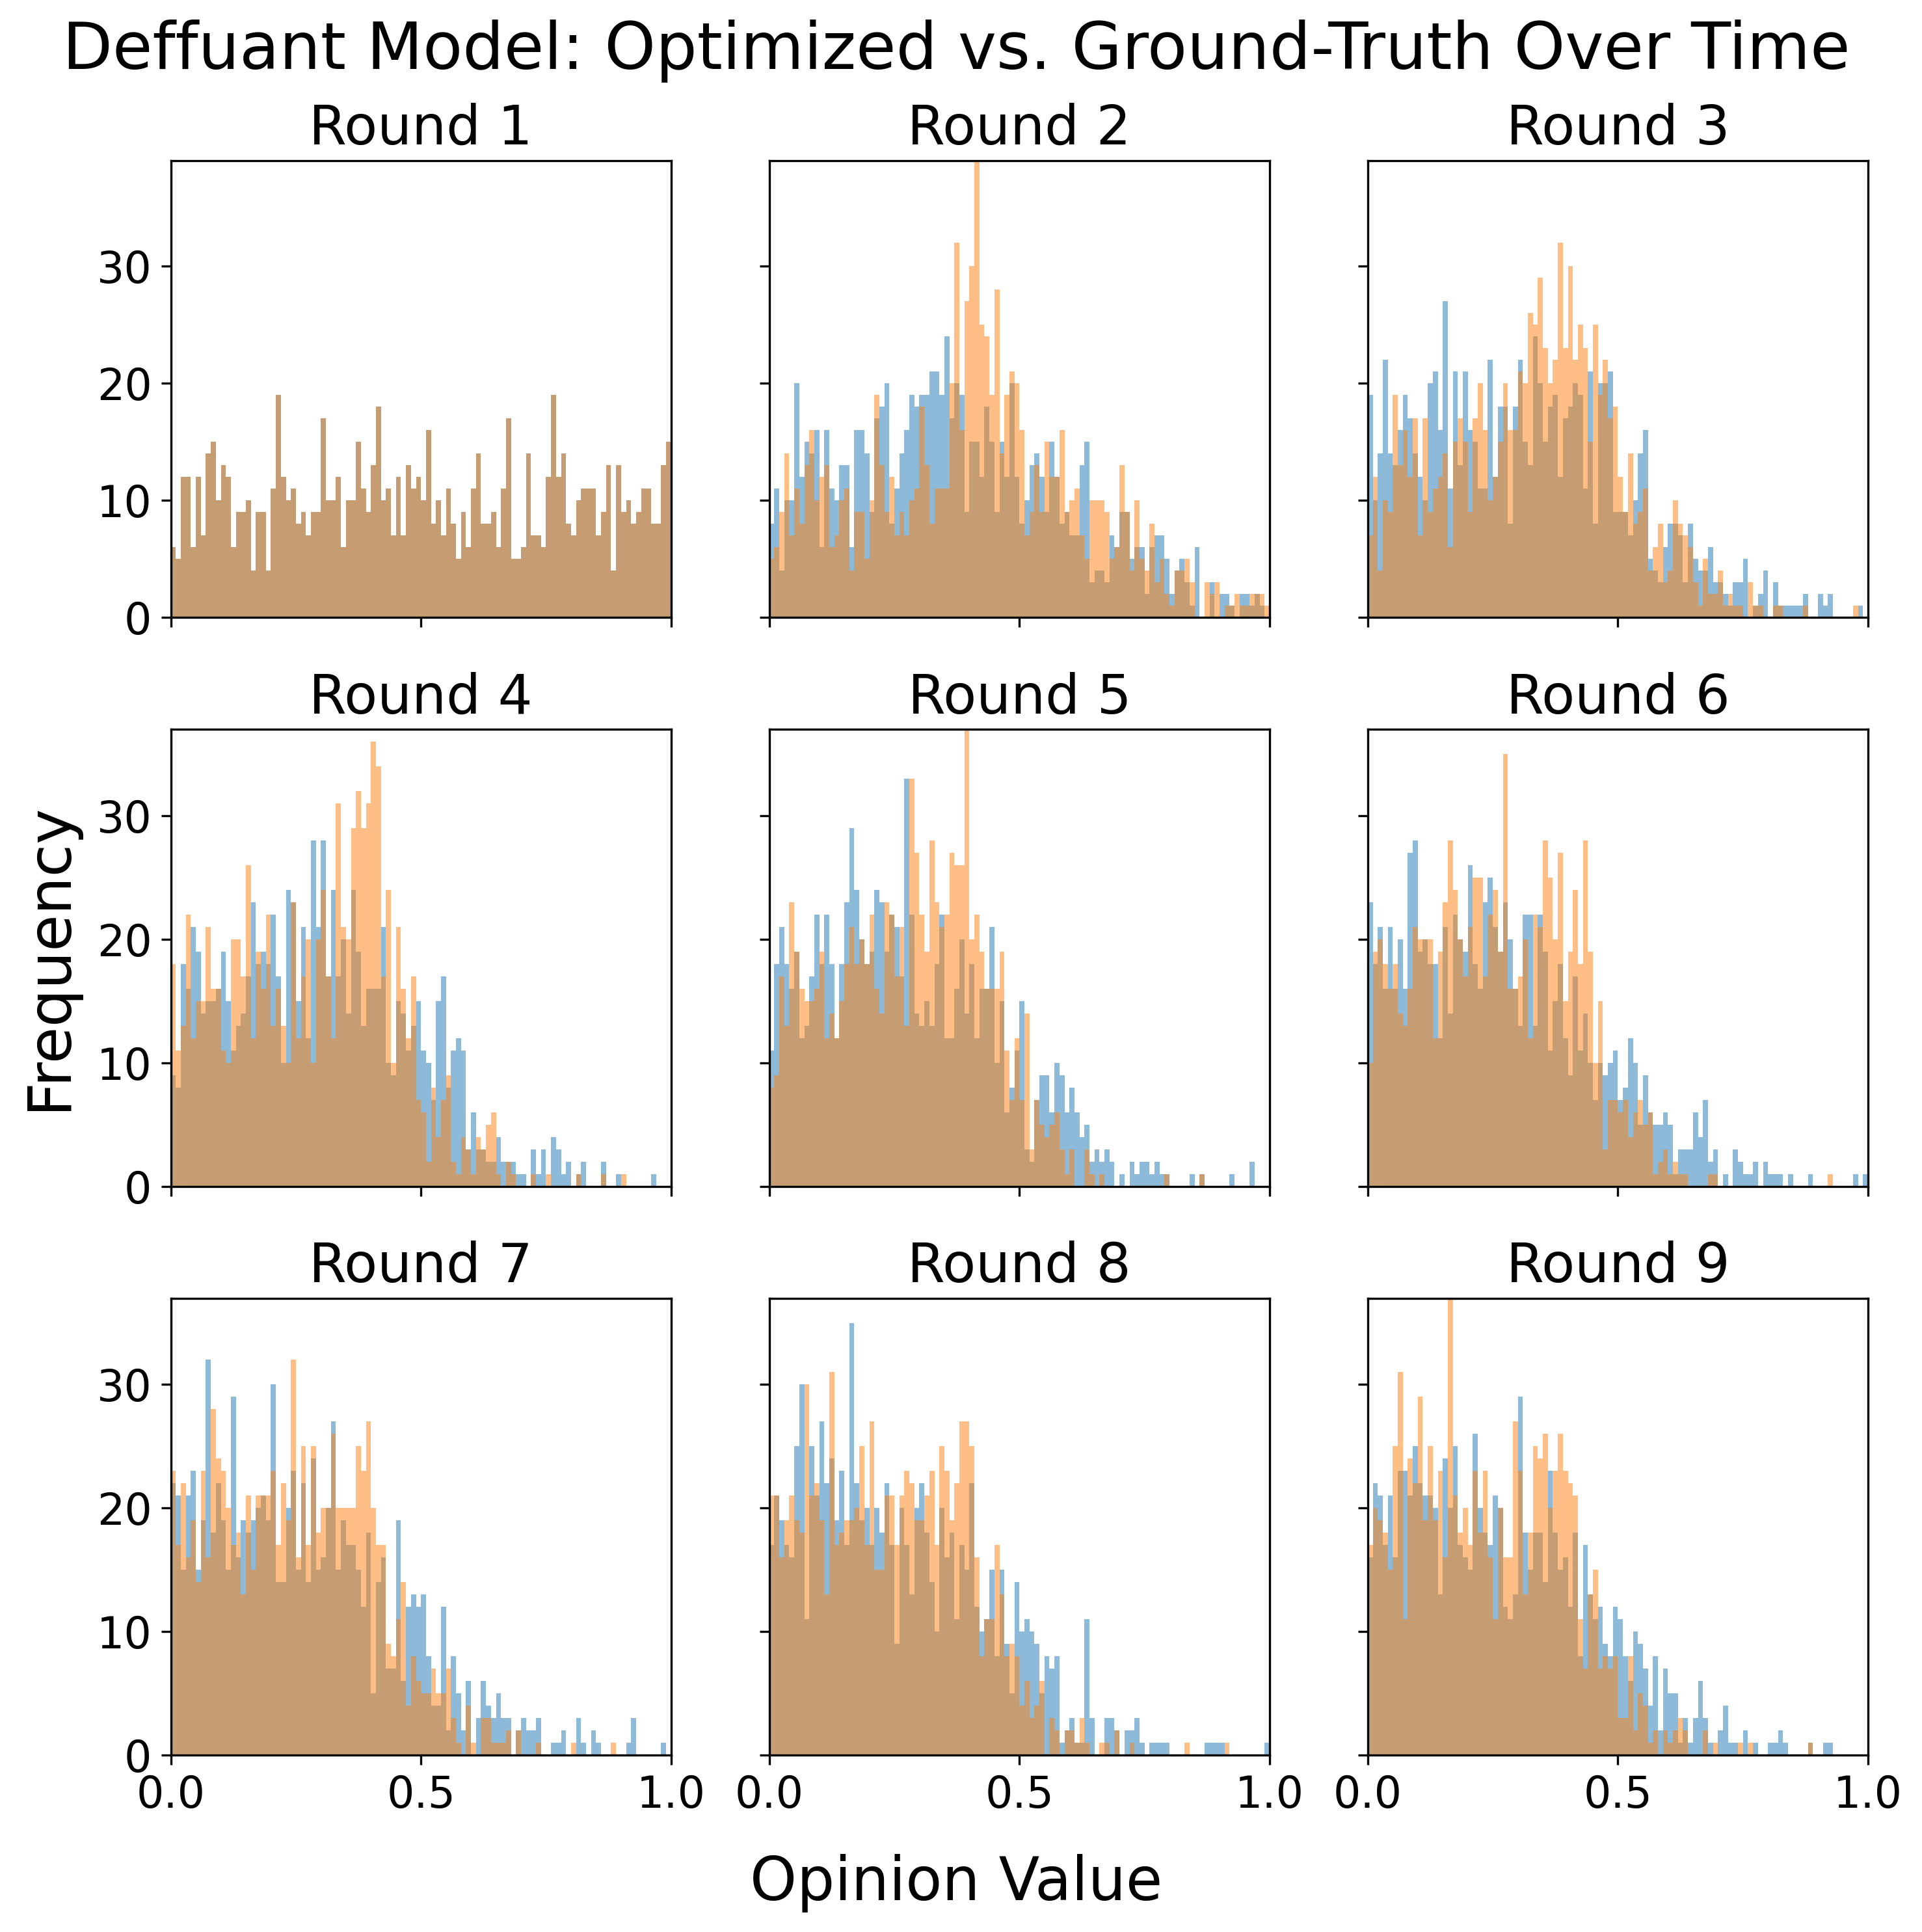 Deffuant Model: Optimized vs. Ground-Truth Over Time
Round 1
Round 2
Round 3
30
20
10
0
Round 4
Round 5
Round 6
Frequency
30
20
10
0
Round 7
Round 8
Round 9
30
20
10
0
0.0 0.5 1.0 0.0 0.5 1.0 0.0 0.5 1.0
Opinion Value